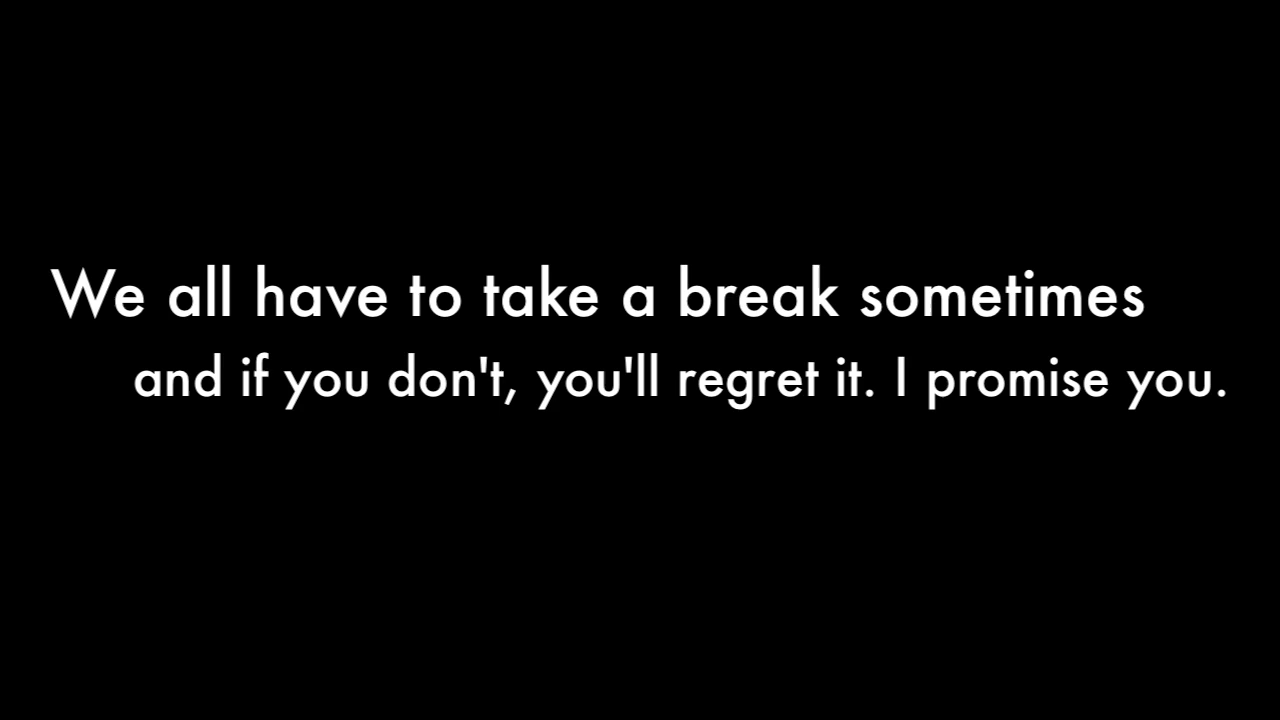 We all have to take a break sometimes
and if you don't, you'll regret it. I promise you.